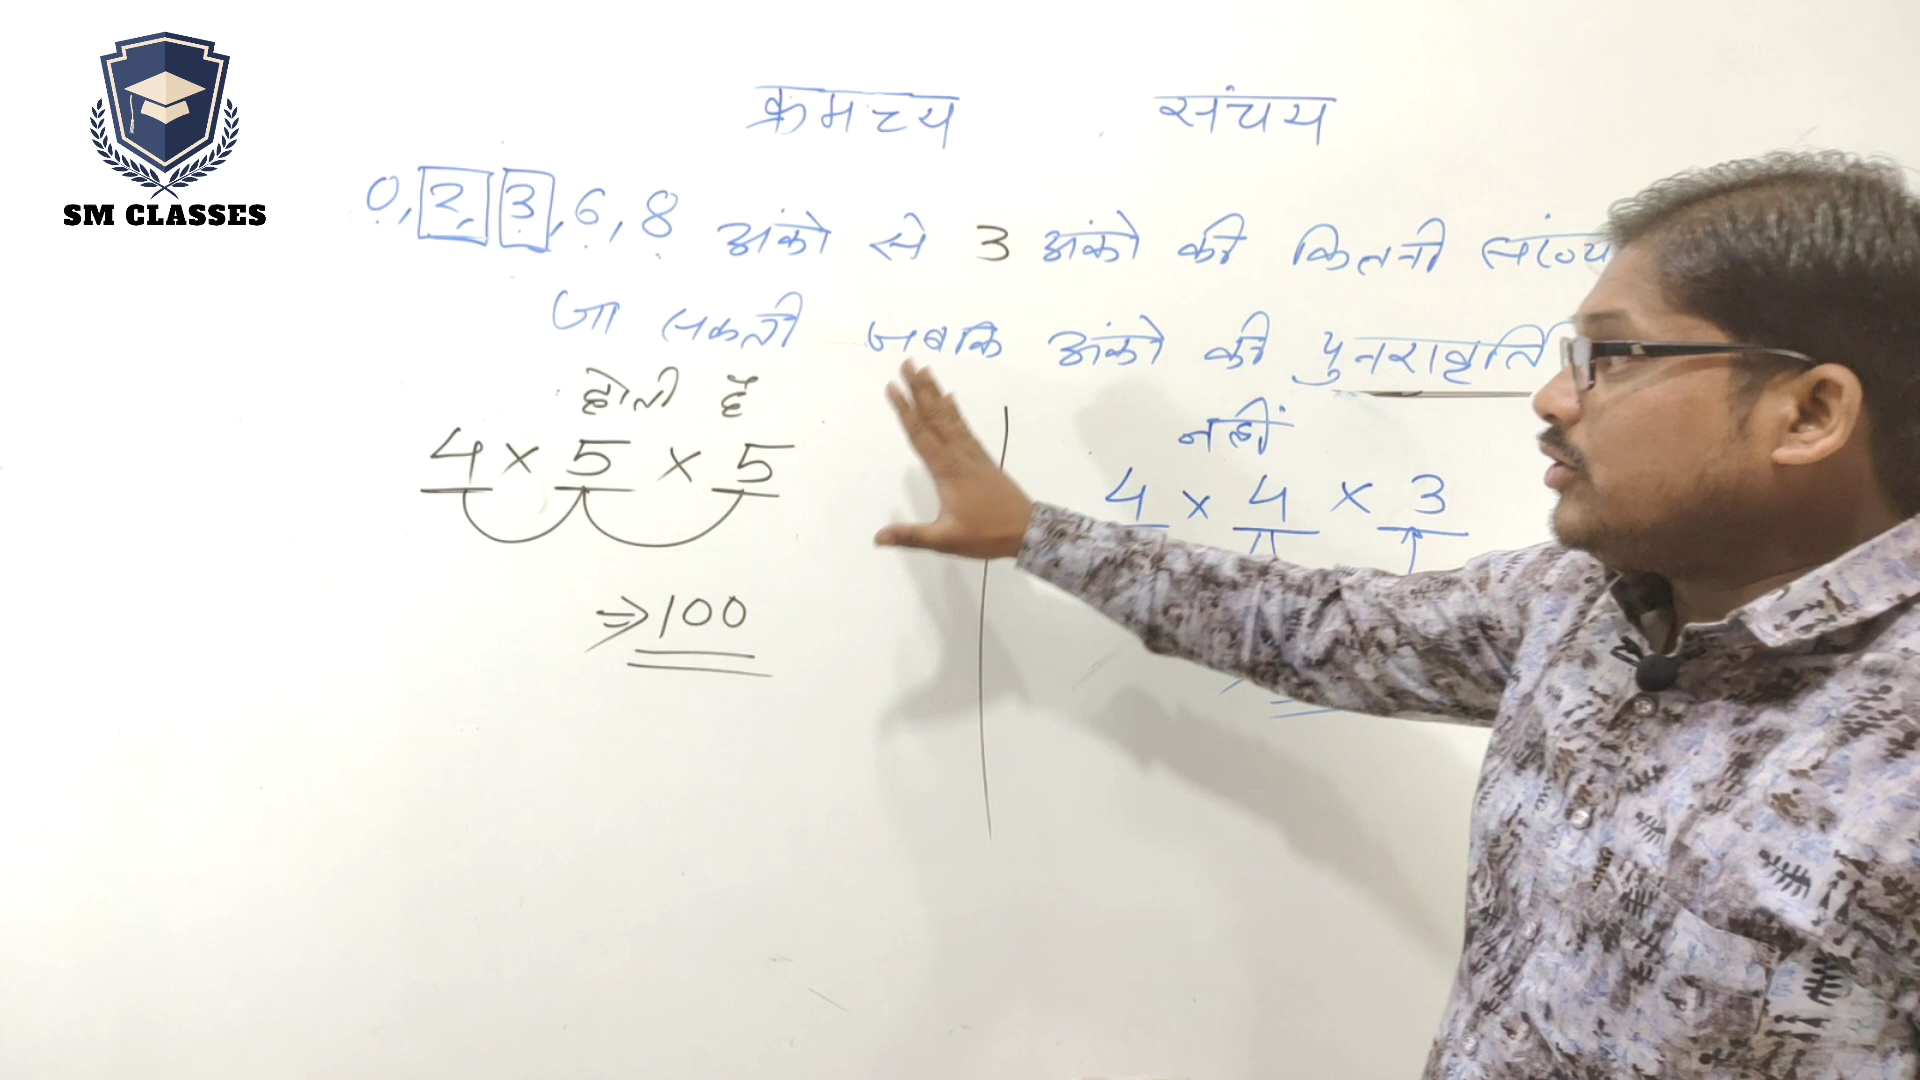 SM CLASSES
क्रमचय संचय
0, 2, 3, 6, 8 अंको से 3 अंको की कितनी
जा सकती जबकि अंको की पुनरावृति
होती है
4 × 5 × 5
⇒ 100
नहीं
4 × 4 × 3